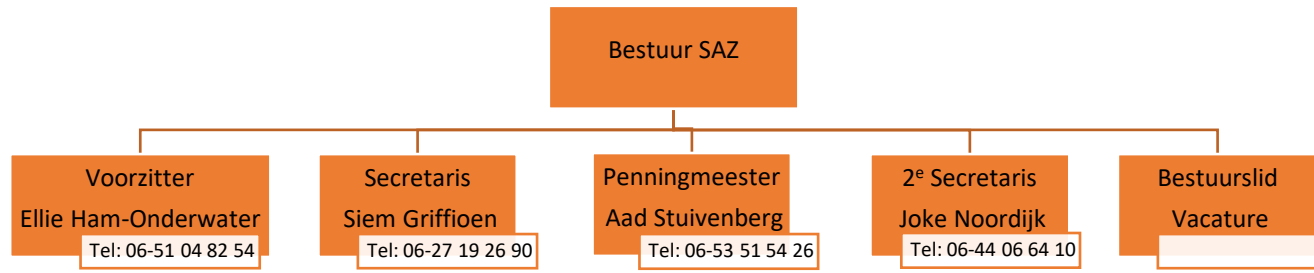 Bestuur SAZ
Voorzitter
Ellie Ham-Onderwater
Tel: 06-51 04 82 54
Secretaris
Siem Griffioen
Tel: 06-27 19 26 90
Penningmeester
Aad Stuivenberg
Tel: 06-53 51 54 26
2e Secretaris
Joke Noordijk
Tel: 06-44 06 64 10
Bestuurslid
Vacature